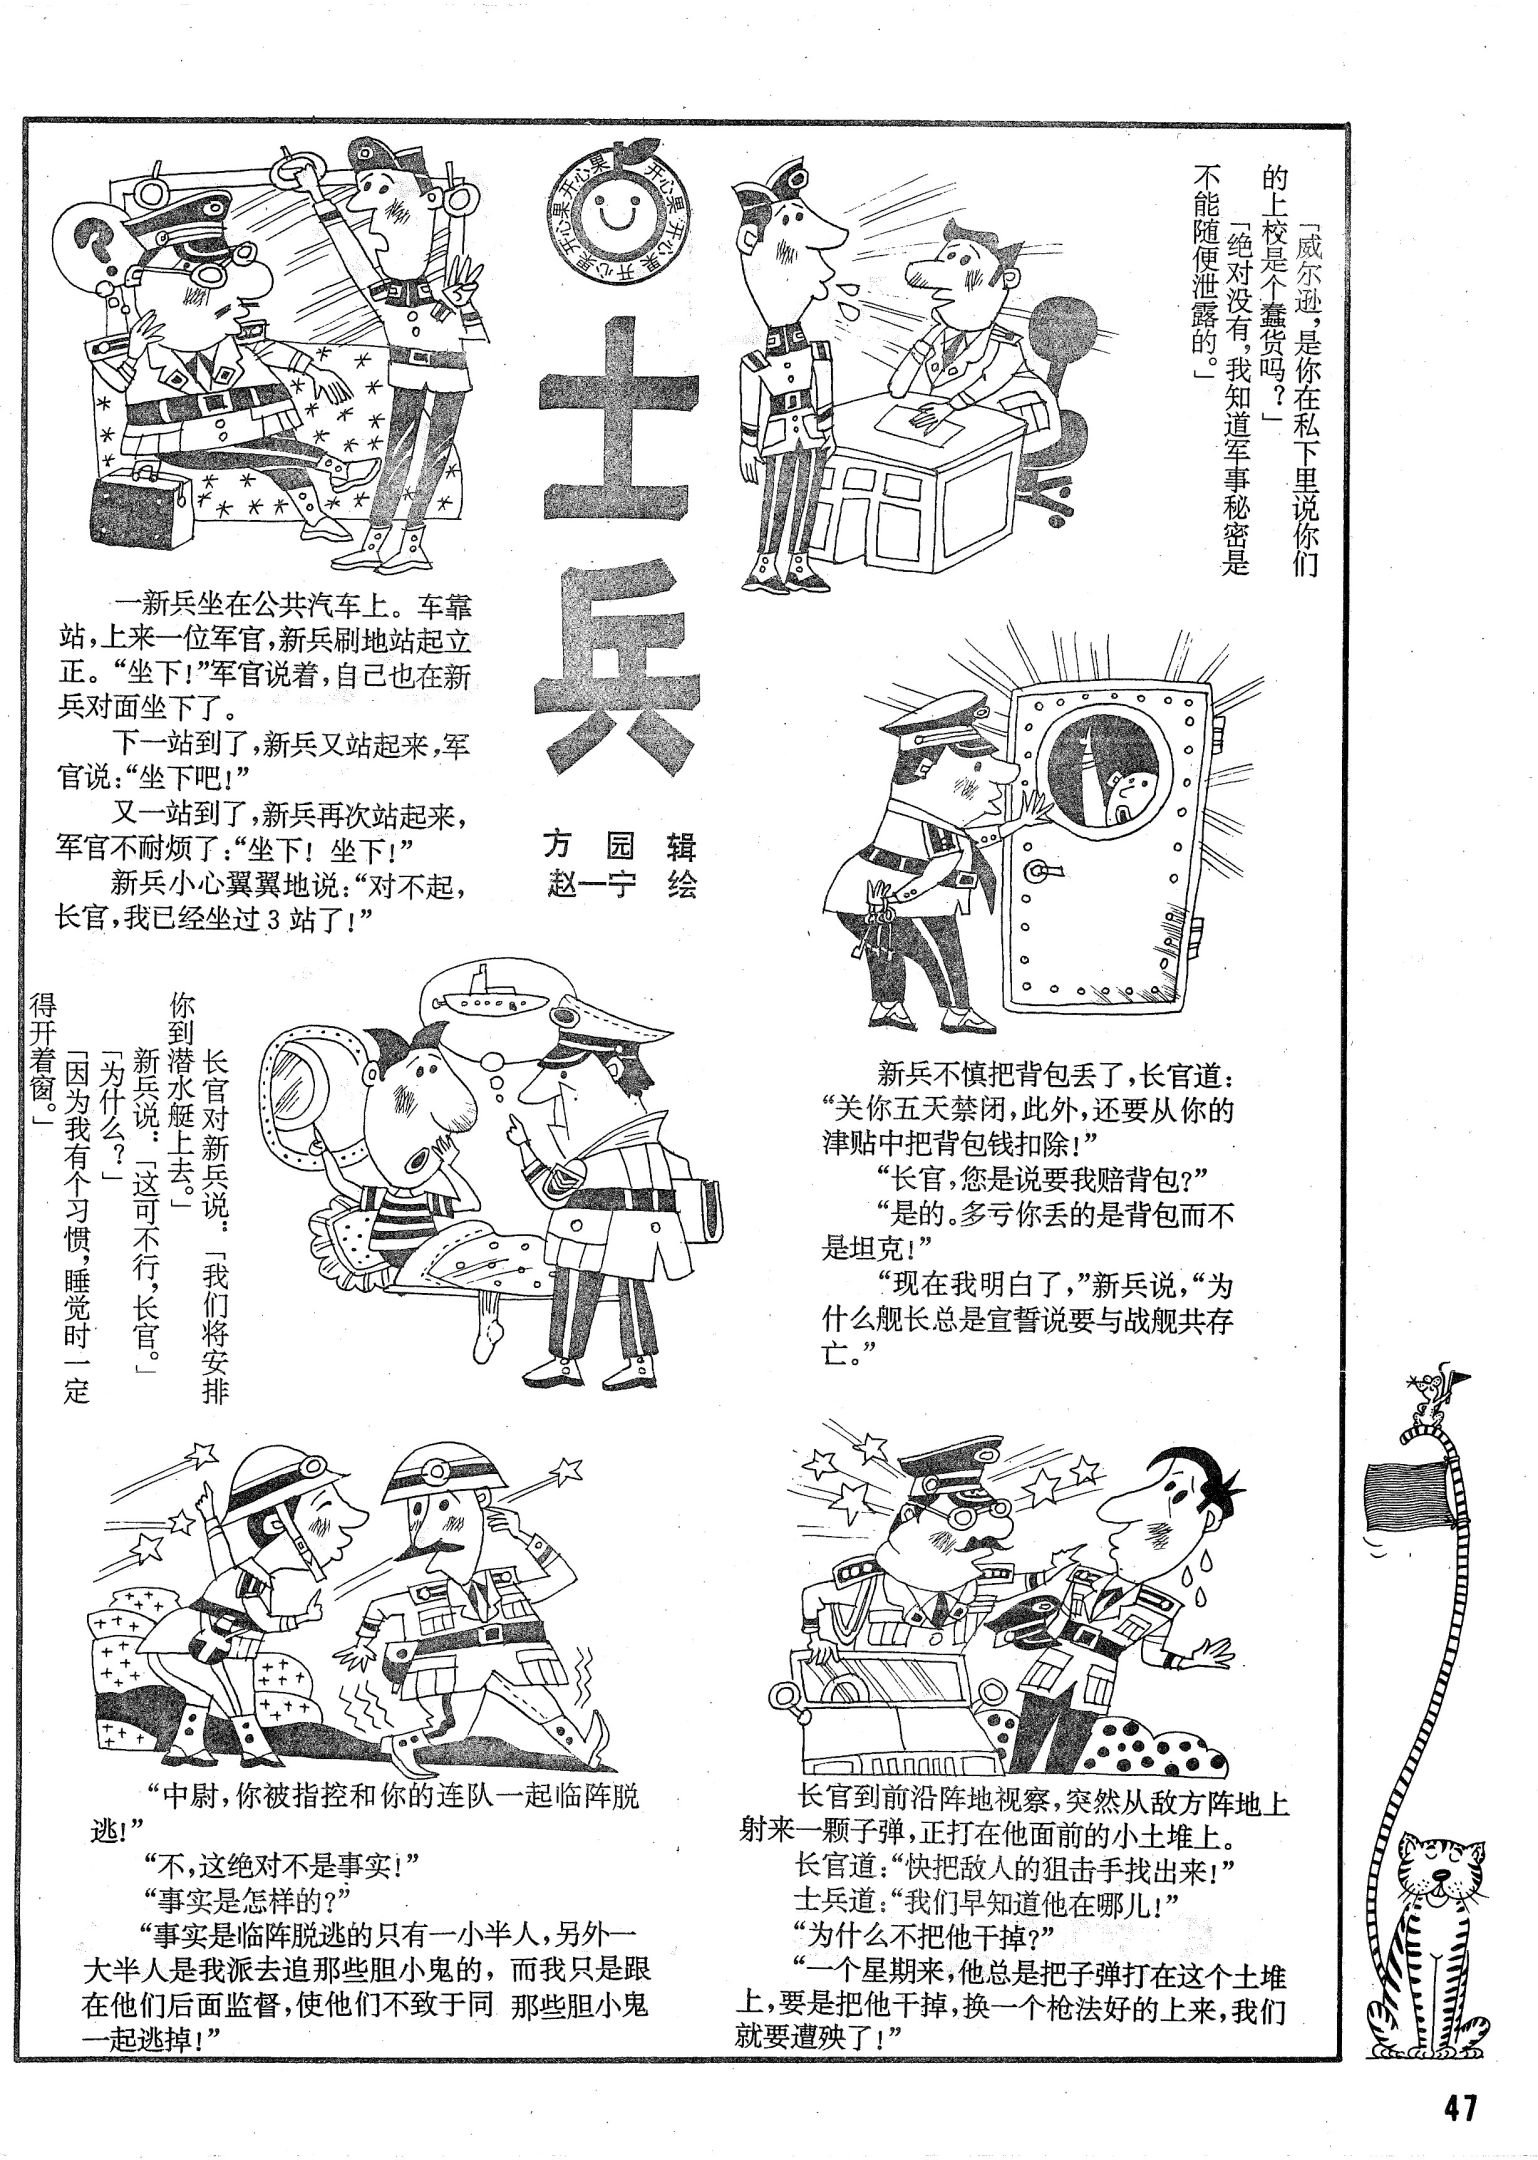 开心果 开心果 开心果 开心果 开心果
士兵
方 园 辑
赵一宁 绘
一新兵坐在公共汽车上。车靠
站，上来一位军官，新兵刷地站起立
正。“坐下！”军官说着，自己也在新
兵对面坐下了。
下一站到了，新兵又站起来，军
官说：“坐下吧！”
又一站到了，新兵再次站起来，
军官不耐烦了：“坐下！坐下！”
新兵小心翼翼地说：“对不起，
长官，我已经坐过3站了！”
「威尔逊，是你在私下里说你们
的上校是个蠢货吗？」
「绝对没有，我知道军事秘密是
不能随便泄露的。」
长官对新兵说：「我们将安排
你到潜水艇上去。」
新兵说：「这可不行，长官。」
「为什么？」
「因为我有个习惯，睡觉时一定
得开着窗。」
新兵不慎把背包丢了，长官道：
“关你五天禁闭，此外，还要从你的
津贴中把背包钱扣除！”
“长官，您是说要我赔背包？”
“是的。多亏你丢的是背包而不
是坦克！”
“现在我明白了，”新兵说，“为
什么舰长总是宣誓说要与战舰共存
亡。”
“中尉，你被指控和你的连队一起临阵脱
逃！”
“不，这绝对不是事实！”
“事实是怎样的？”
“事实是临阵脱逃的只有一小半人，另外一
大半人是我派去追那些胆小鬼的，而我只是跟
在他们后面监督，使他们不致于同 那些胆小鬼
一起逃掉！”
长官到前沿阵地视察，突然从敌方阵地上
射来一颗子弹，正打在他面前的小土堆上。
长官道：“快把敌人的狙击手找出来！”
士兵道：“我们早知道他在哪儿！”
“为什么不把他干掉？”
“一个星期来，他总是把子弹打在这个土堆
上，要是把他干掉，换一个枪法好的上来，我们
就要遭殃了！”
47